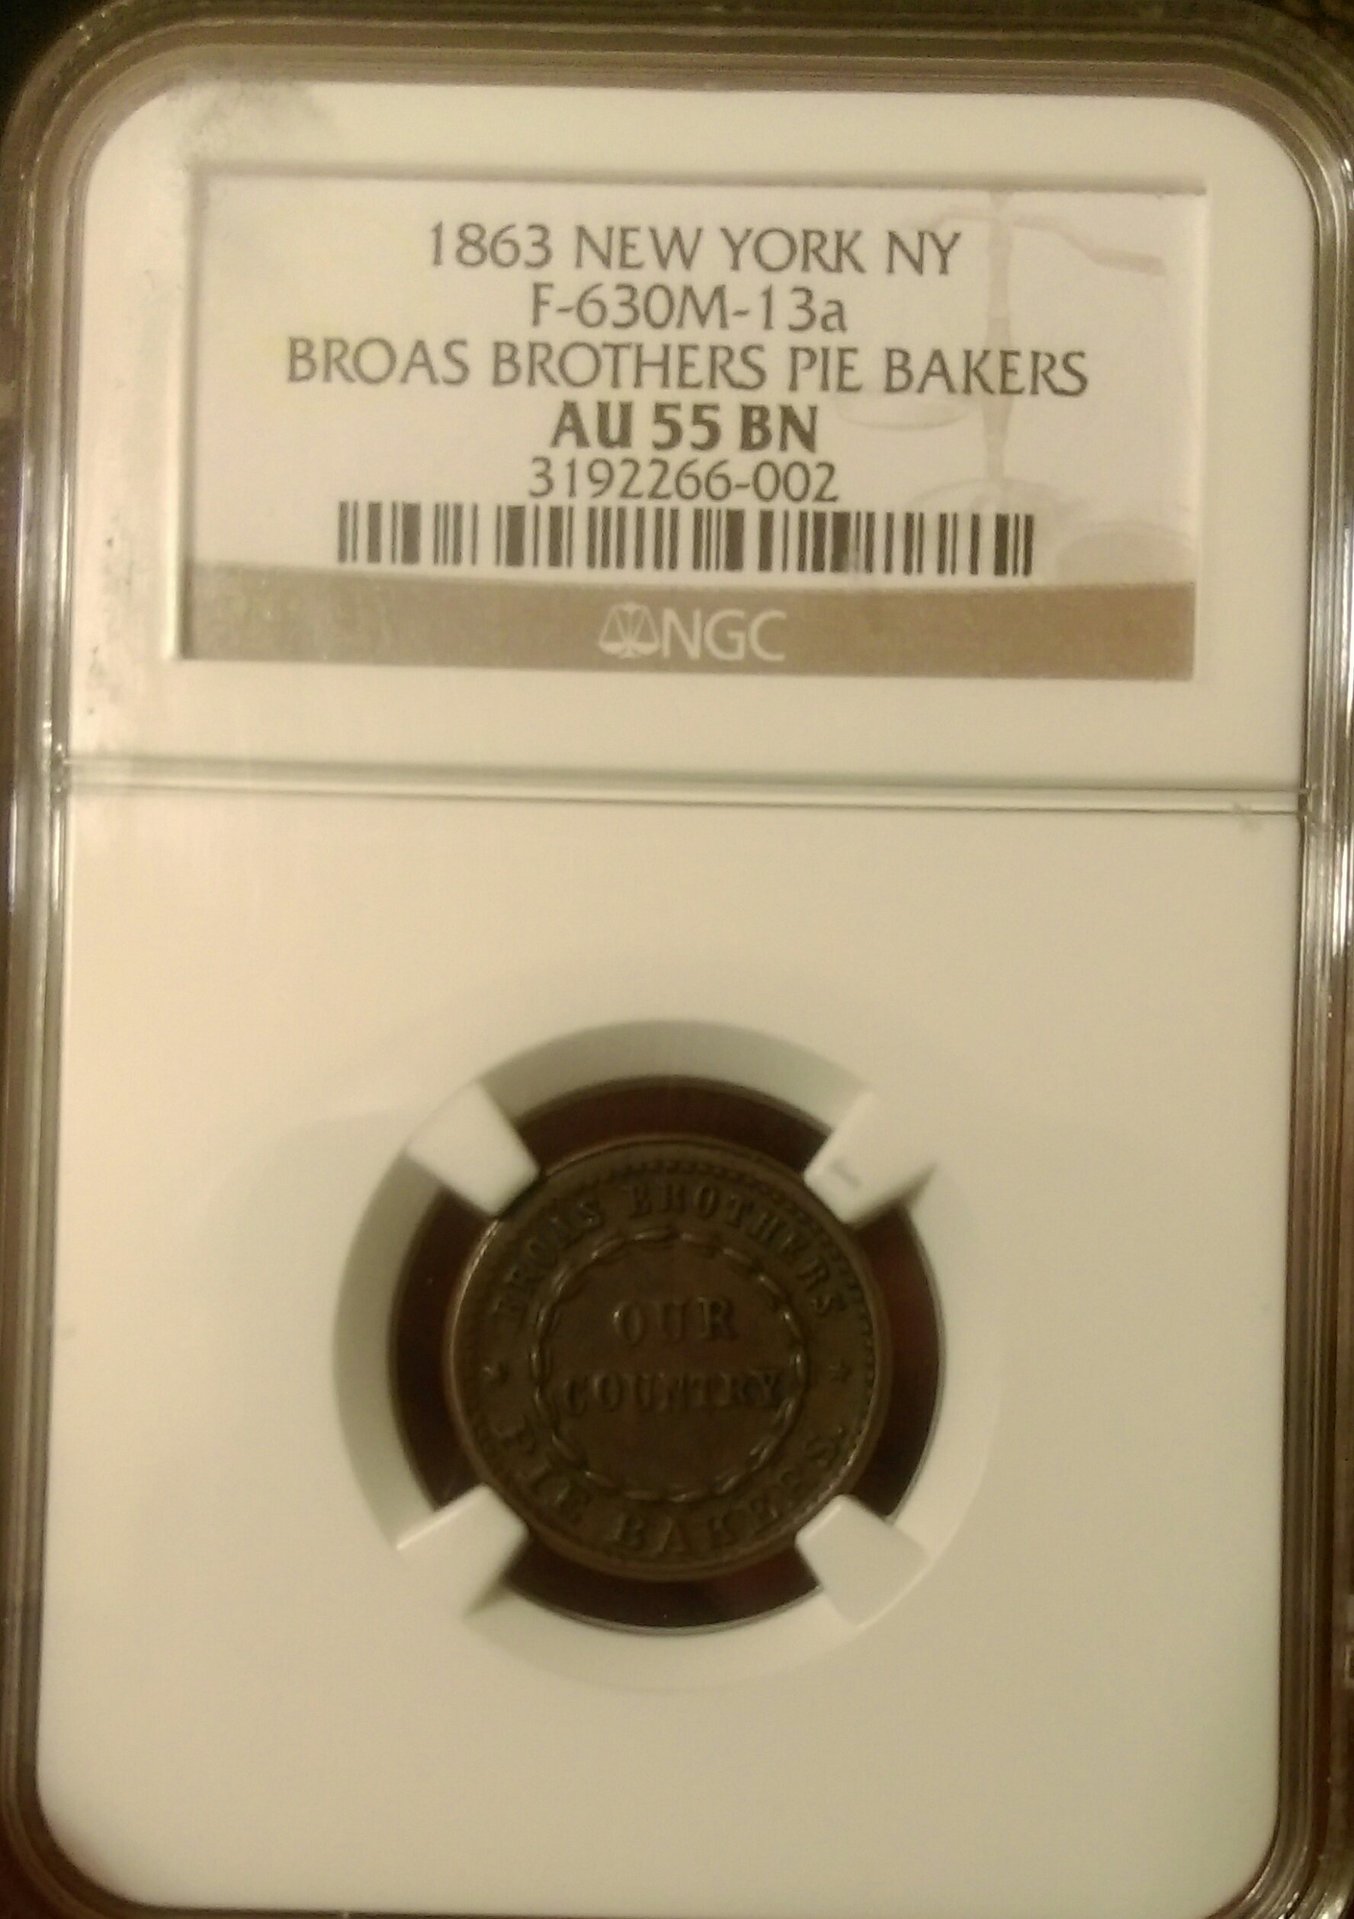 1863 NEW YORK NY
F-630M-13a
BROAS BROTHERS PIE BAKERS
AU 55 BN
3192266-002
NGC
BROAS BROTHERS
OUR
COUNTRY
PIE BAKERS.